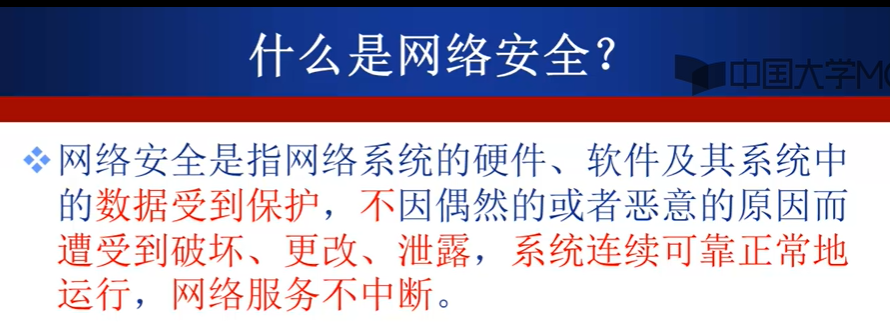 什么是网络安全?
中国大学MO
网络安全是指网络系统的硬件、软件及其系统中
的数据受到保护，不因偶然的或者恶意的原因而
遭受到破坏、更改、泄露，系统连续可靠正常地
运行，网络服务不中断。